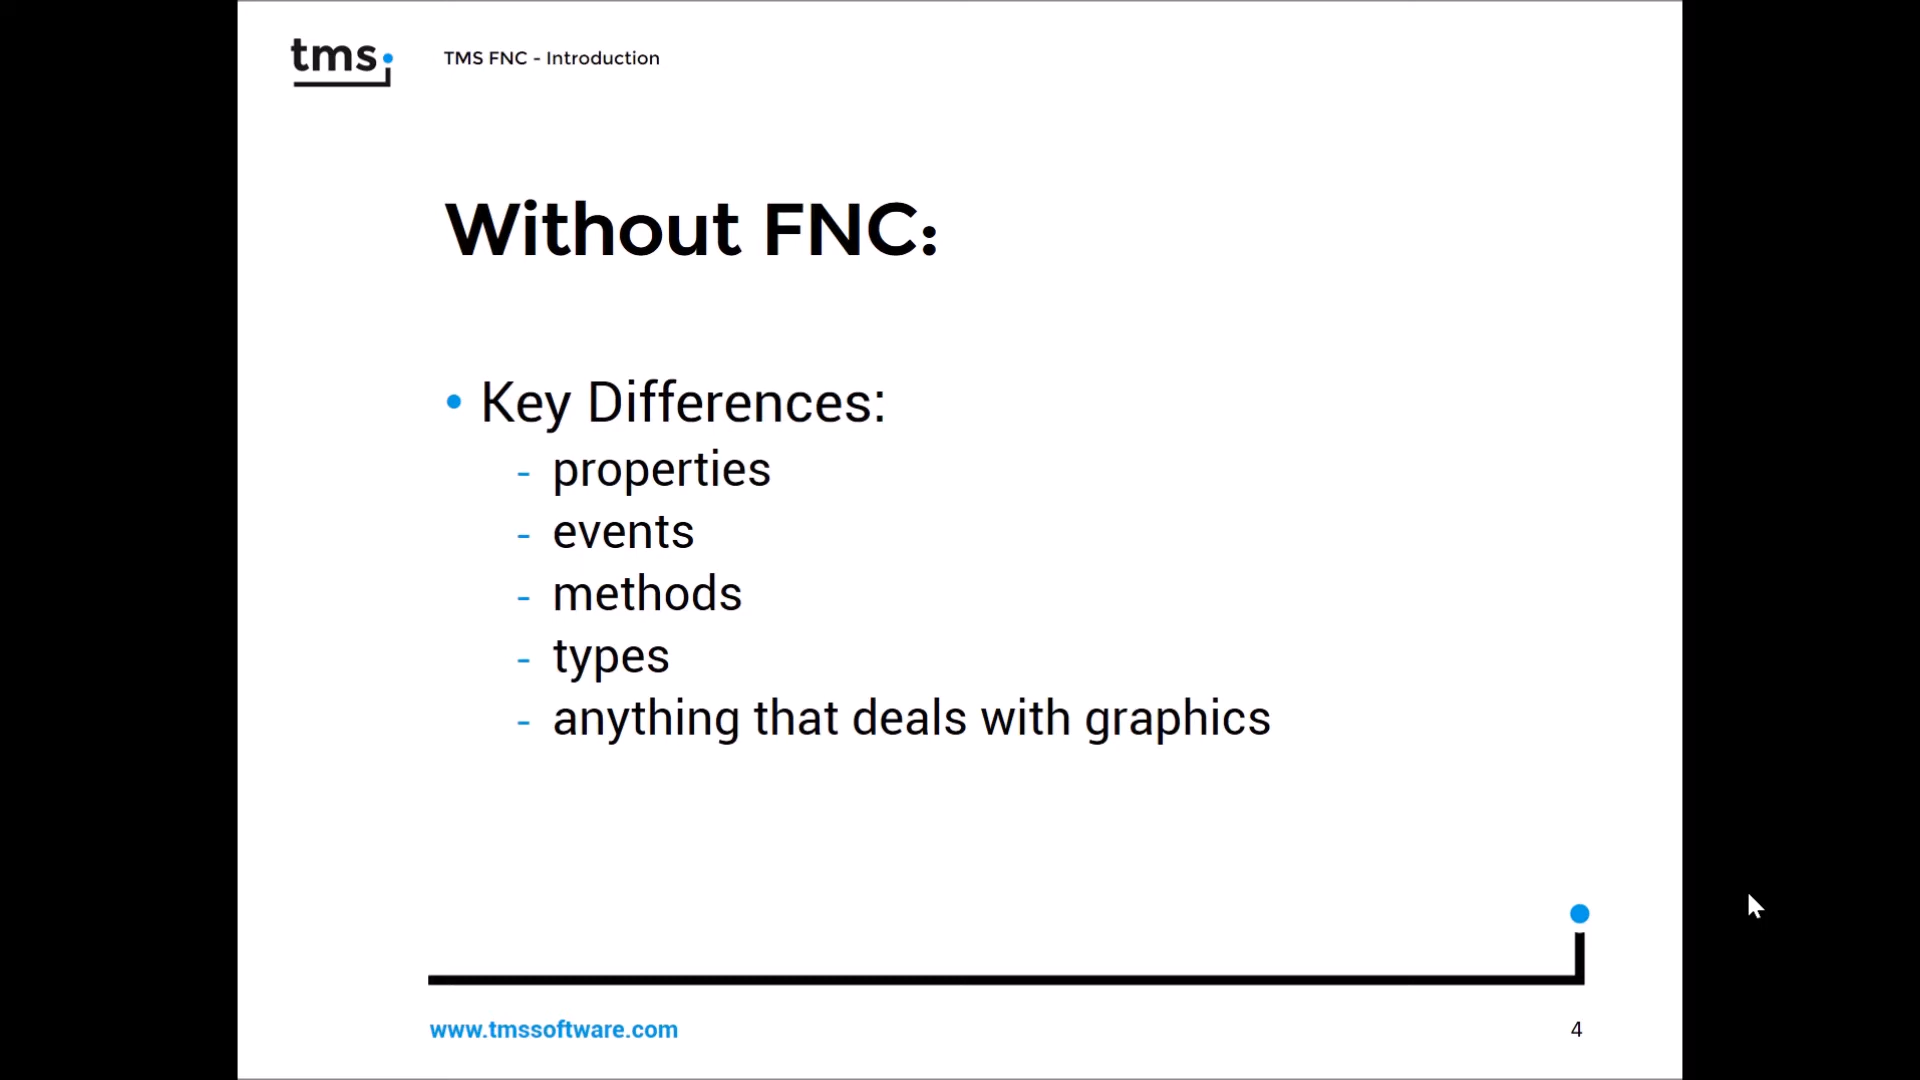 tms
TMS FNC - Introduction
Without FNC:
• Key Differences:
- properties
- events
- methods
- types
- anything that deals with graphics
www.tmssoftware.com
4